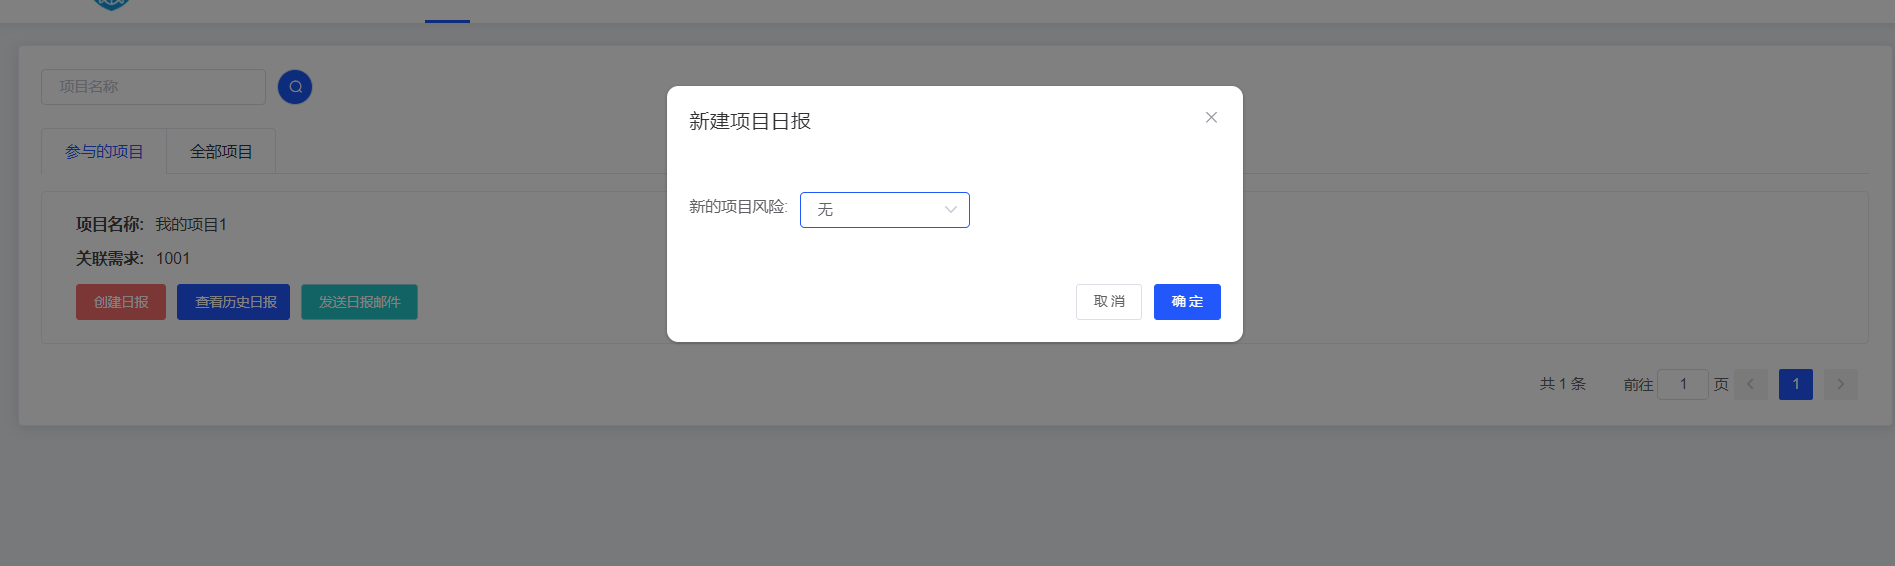 项目名称
参与的项目 全部项目
项目名称: 我的项目1
关联需求: 1001
创建日报 查看历史日报 发送日报邮件
共 1 条 前往 1 页 1
新建项目日报
新的项目风险: 无
取消 确定